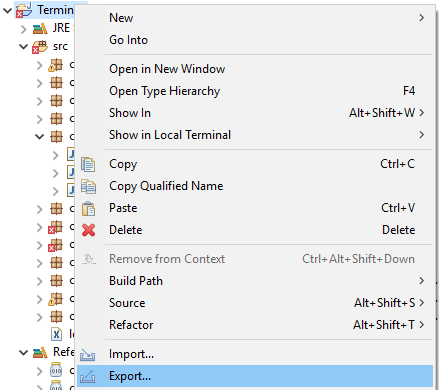 Termin
New
Go Into
JRE
src
Open in New Window
Open Type Hierarchy F4
Show In Alt+Shift+W
Show in Local Terminal
Copy Ctrl+C
Copy Qualified Name
Paste Ctrl+V
Delete Delete
Remove from Context Ctrl+Alt+Shift+Down
Build Path
Source Alt+Shift+S
Refactor Alt+Shift+T
Import...
Refe
Export...